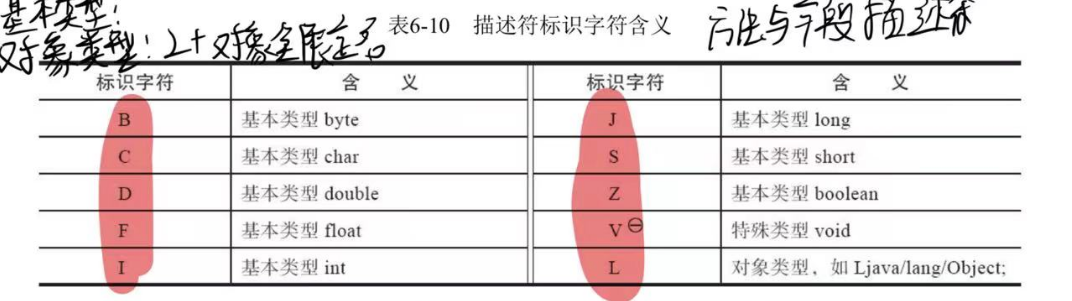 基本类型:
对象类型: L+对象全限定名
表6-10 描述符标识字符含义
方法与字段描述符
标识字符 含 义 标识字符 含 义
B 基本类型 byte J 基本类型 long
C 基本类型 char S 基本类型 short
D 基本类型 double Z 基本类型 boolean
F 基本类型 float V⊖ 特殊类型 void
I 基本类型 int L 对象类型，如 Ljava/lang/Object;